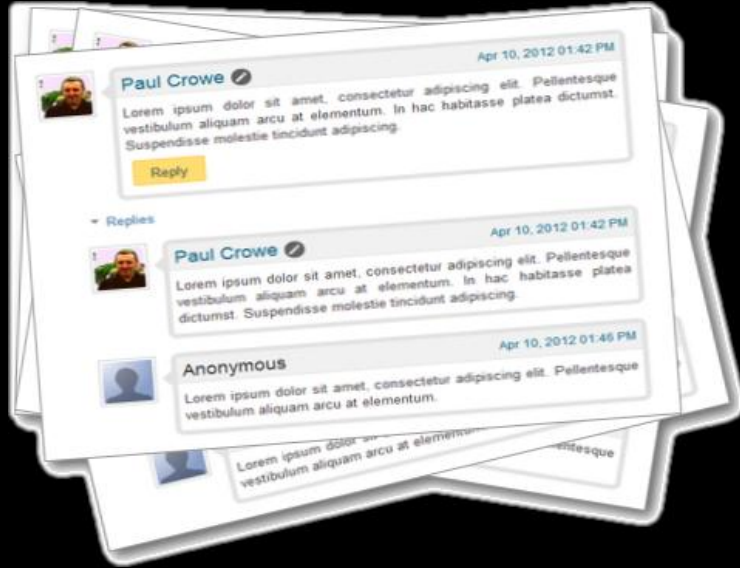 Paul Crowe
Apr 10, 2012 01:42 PM
Lorem ipsum dolor sit amet, consectetur adipiscing elit. Pellentesque
vestibulum aliquam arcu at elementum. In hac habitasse platea dictumst.
Suspendisse molestie tincidunt adipiscing.
Reply
Replies
Paul Crowe
Apr 10, 2012 01:42 PM
Lorem ipsum dolor sit amet, consectetur adipiscing elit. Pellentesque
vestibulum aliquam arcu at elementum. In hac habitasse platea
dictumst. Suspendisse molestie tincidunt adipiscing.
Anonymous
Apr 10, 2012 01:46 PM
Lorem ipsum dolor sit amet, consectetur adipiscing elit. Pellentesque
vestibulum aliquam arcu at elementum.
Lorem ipsum dolor
vestibulum aliquam arcu at